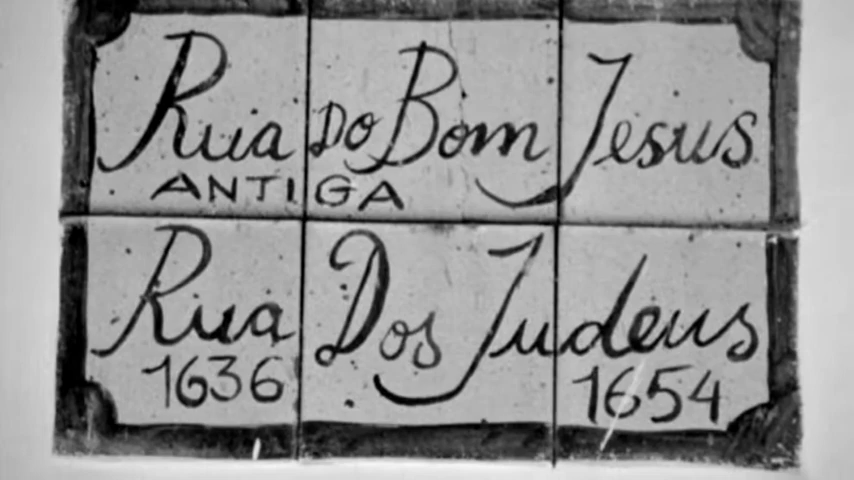 Rua Do Bom Jesus
ANTIGA
Rua Dos Judeus
1636 1654